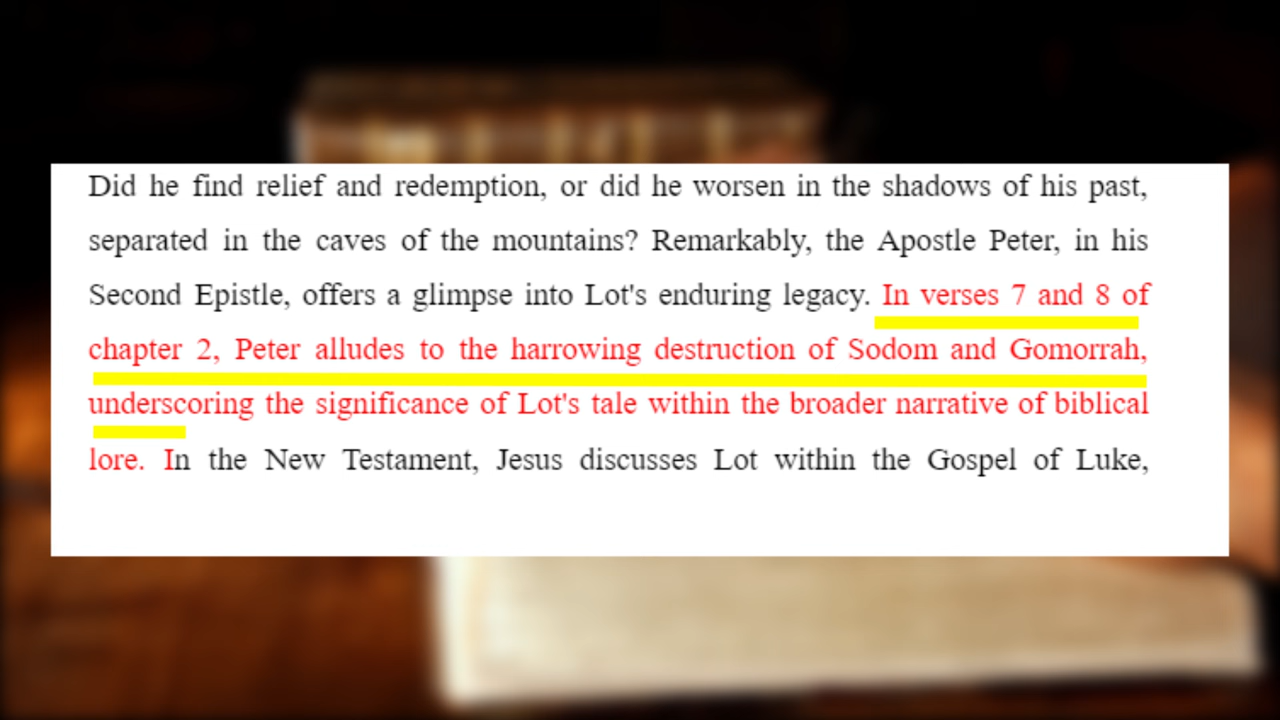 Did he find relief and redemption, or did he worsen in the shadows of his past,
separated in the caves of the mountains? Remarkably, the Apostle Peter, in his
Second Epistle, offers a glimpse into Lot's enduring legacy. In verses 7 and 8 of
chapter 2, Peter alludes to the harrowing destruction of Sodom and Gomorrah,
underscoring the significance of Lot's tale within the broader narrative of biblical
lore. In the New Testament, Jesus discusses Lot within the Gospel of Luke,